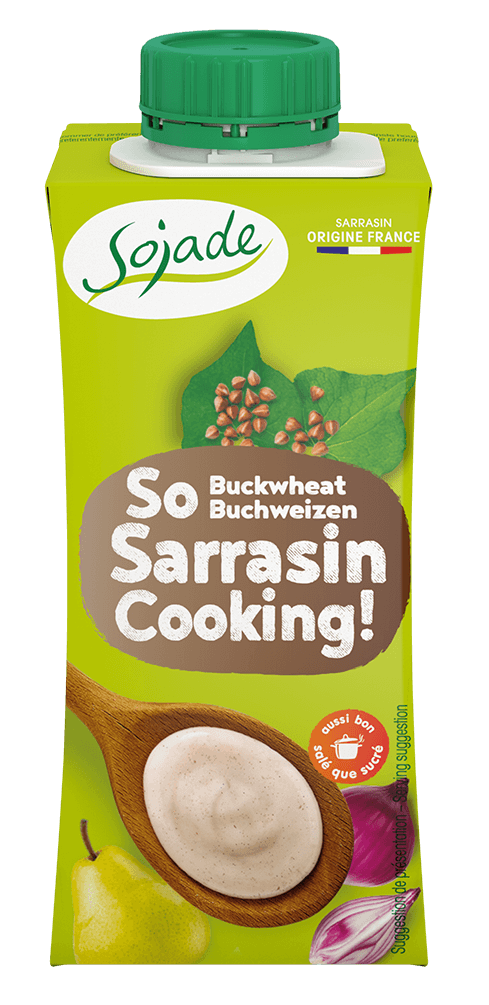 Sojade
SARRASIN
ORIGINE FRANCE
So
Buckwheat
Buchweizen
Sarrasin
Cooking!
aussi bon
salé que sucré
Suggestion de présentation – Serving suggestion